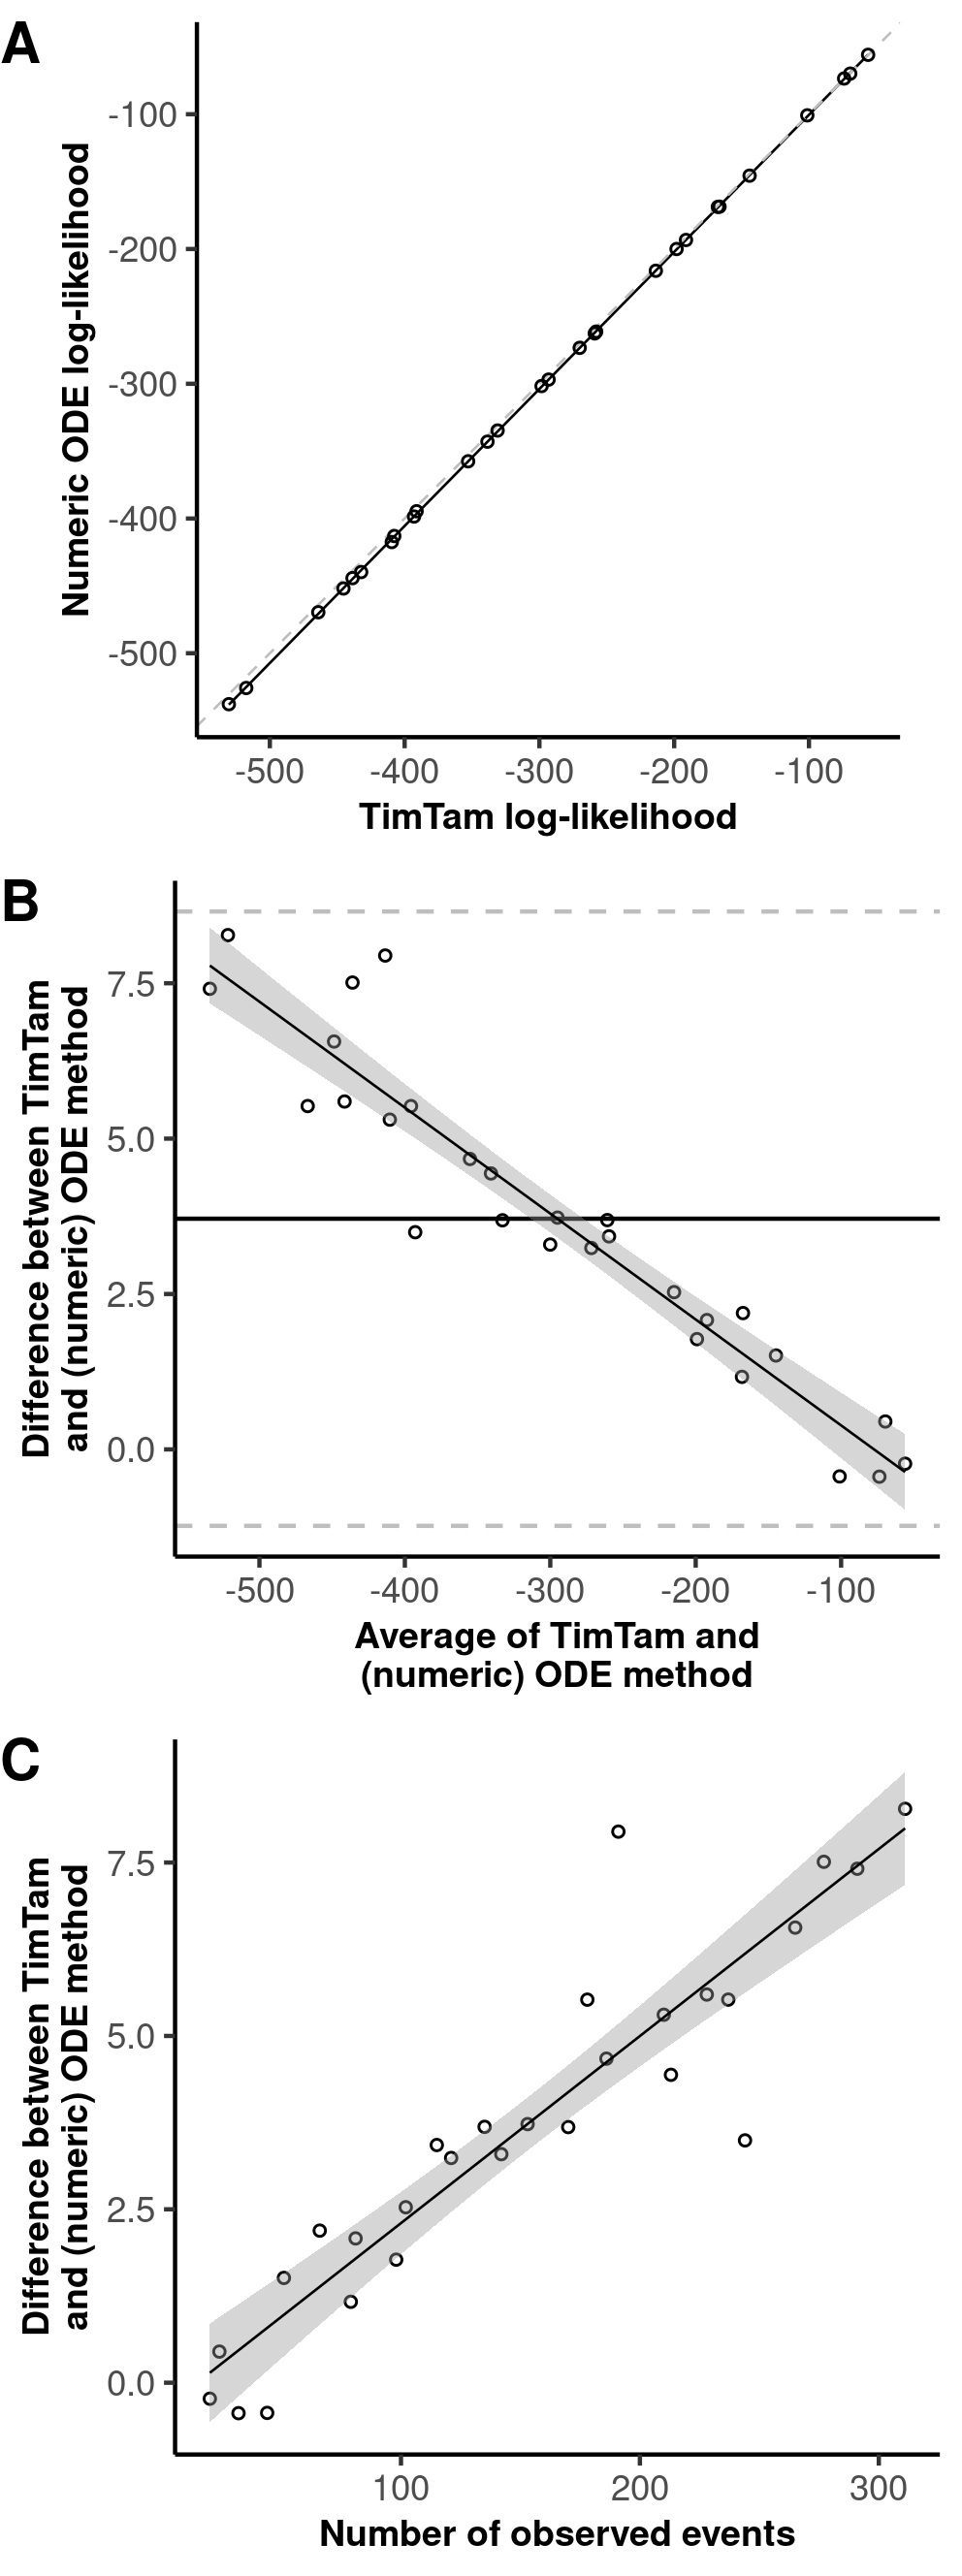 A
-100
-200
-300
-400
-500
Numeric ODE log-likelihood
-500 -400 -300 -200 -100
TimTam log-likelihood
B
7.5
5.0
2.5
0.0
Difference between TimTam
and (numeric) ODE method
-500 -400 -300 -200 -100
Average of TimTam and
(numeric) ODE method
C
7.5
5.0
2.5
0.0
Difference between TimTam
and (numeric) ODE method
100 200 300
Number of observed events